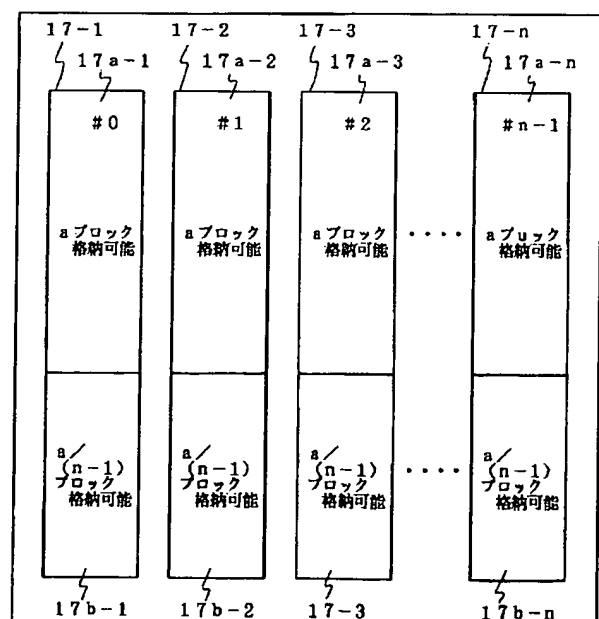 17-1 17-2 17-3 17-n
17a-1 17a-2 17a-3 17a-n
#0 #1 #2 #n-1
aブロック
格納可能
aブロック
格納可能
aブロック
格納可能
・・・・
aブuック
格納可能
a/
(n-1)
ブロック
格納可能
a/
(n-1)
ブロック
格納可能
a/
(n-1)
ブロック
格納可能
・・・・
a/
(n-1)
ブロック
格納可能
17b-1 17b-2 17-3 17b-n